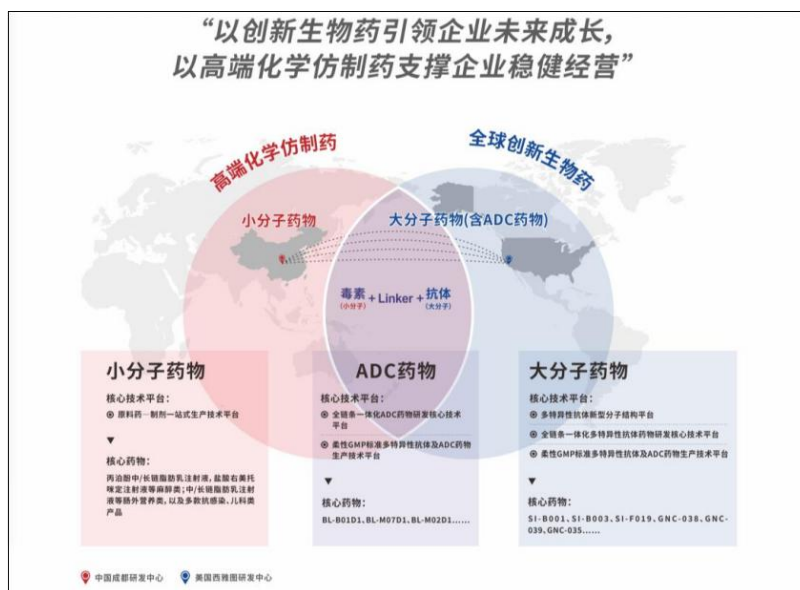 “以创新生物药引领企业未来成长，
以高端化学仿制药支撑企业稳健经营”
高端化学仿制药
全球创新生物药
小分子药物
大分子药物(含ADC药物)
毒素+Linker+抗体
(小分子)
(大分子)
小分子药物
核心技术平台：
原料药—制剂一站式生产技术平台
核心药物：
丙泊酚中/长链脂肪乳注射液，盐酸右美托
咪定注射液等麻醉类；中/长链脂肪乳注射
液等肠外营养类，以及多款抗感染、儿科类
产品
ADC药物
核心技术平台：
全链条一体化ADC药物研发核心技术
平台
柔性GMP标准多特异性抗体及ADC药物
生产技术平台
核心药物：
BL-B01D1、BL-M07D1、BL-M02D1……
大分子药物
核心技术平台：
多特异性抗体新型分子结构平台
全链条一体化多特异性抗体药物研发核心技术平台
柔性GMP标准多特异性抗体及ADC药物生产技术平台
核心药物：
SI-B001、SI-B003、SI-F019、GNC-038、GNC-
039、GNC-035……
中国成都研发中心
美国西雅图研发中心